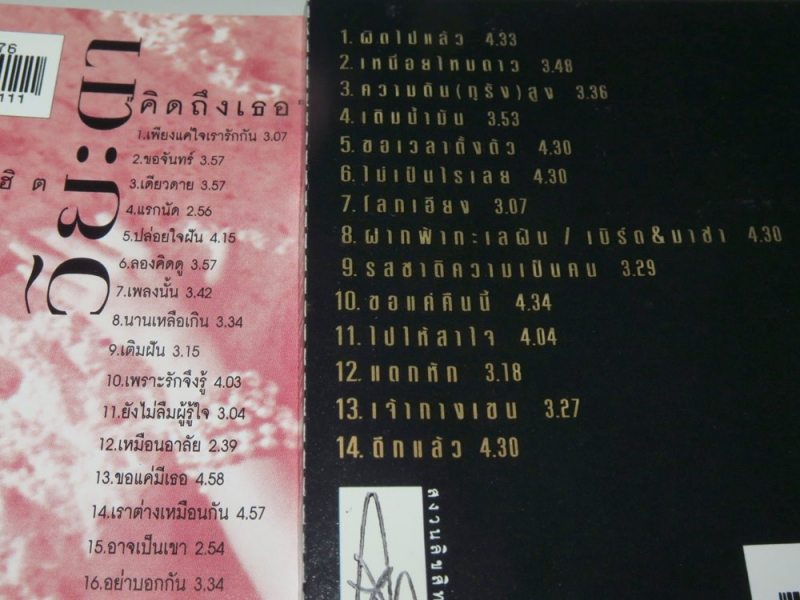 76
111
วิยะดา
คิดถึงเธอ
ฮิต
1.เพียงแค่ใจเรารักกัน 3.07
2.ขอจันทร์ 3.57
3.เดียวดาย 3.57
4.แรกนัด 2.56
5.ปล่อยใจฝัน 4.15
6.ลองคิดดู 3.57
7.เพลงนั้น 3.42
8.นานเหลือเกิน 3.34
9.เติมฝัน 3.15
10.เพราะรักจึงรู้ 4.03
11.ยังไม่ลืมผู้รู้ใจ 3.04
12.เหมือนอาลัย 2.39
13.ขอแค่มีเธอ 4.58
14.เราต่างเหมือนกัน 4.57
15.อาจเป็นเขา 2.54
16.อย่าบอกกัน 3.34
1. ผิดไปแล้ว 4.33
2. เหนื่อยไหมดาว 3.48
3. ความดัน(ทุรัง)สูง 3.36
4. เติมน้ำมัน 3.53
5. ขอเวลาตั้งตัว 4.30
6. ไม่เป็นไรเลย 4.30
7. โลกเอียง 3.07
8. ฝากฟ้าทะเลฝัน / เบิร์ด&มาช่า 4.30
9. รสชาติความเป็นคน 3.29
10. ขอแค่คืนนี้ 4.34
11. ไปให้สาใจ 4.04
12. แตกหัก 3.18
13. เจ้ากางเขน 3.27
14. ดึกแล้ว 4.30